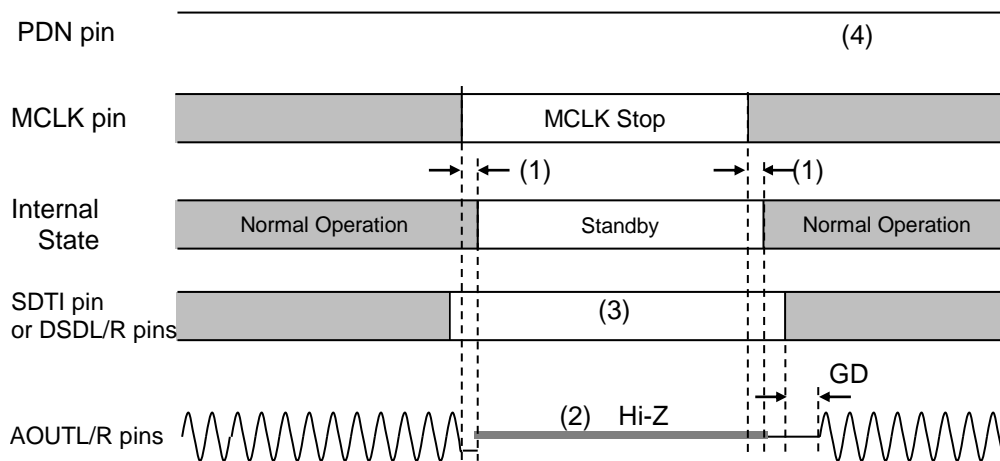 PDN pin
(4)
MCLK pin
MCLK Stop
(1)
(1)
Internal
State
Normal Operation
Standby
Normal Operation
SDTI pin
or DSDL/R pins
(3)
GD
AOUTL/R pins
(2) Hi-Z